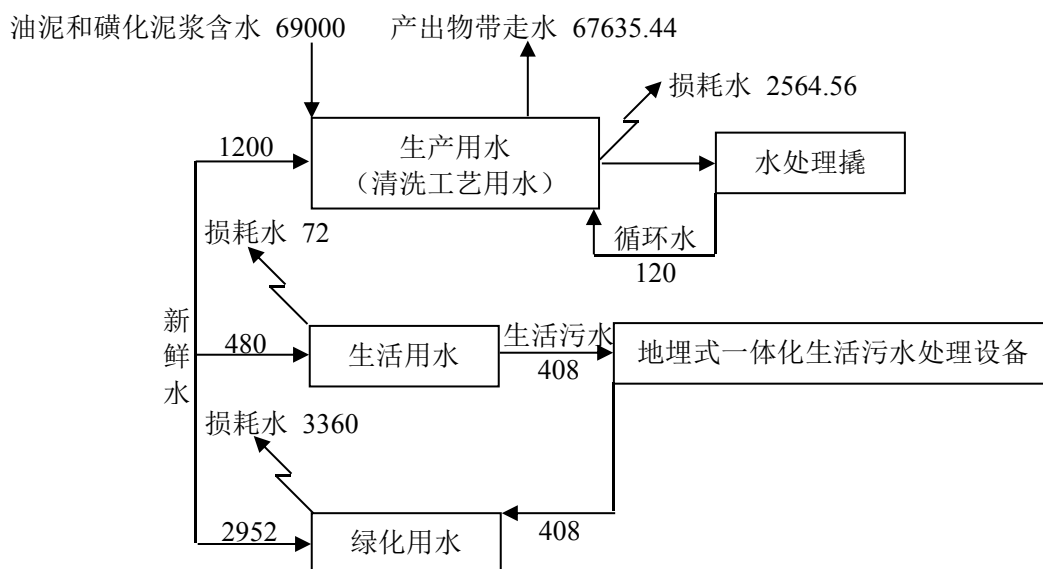 油泥和磺化泥浆含水 69000
产出物带走水 67635.44
损耗水 2564.56
1200
生产用水
（清洗工艺用水）
水处理撬
循环水
120
损耗水 72
新鲜水
480
生活用水
生活污水
408
地埋式一体化生活污水处理设备
损耗水 3360
2952
绿化用水
408